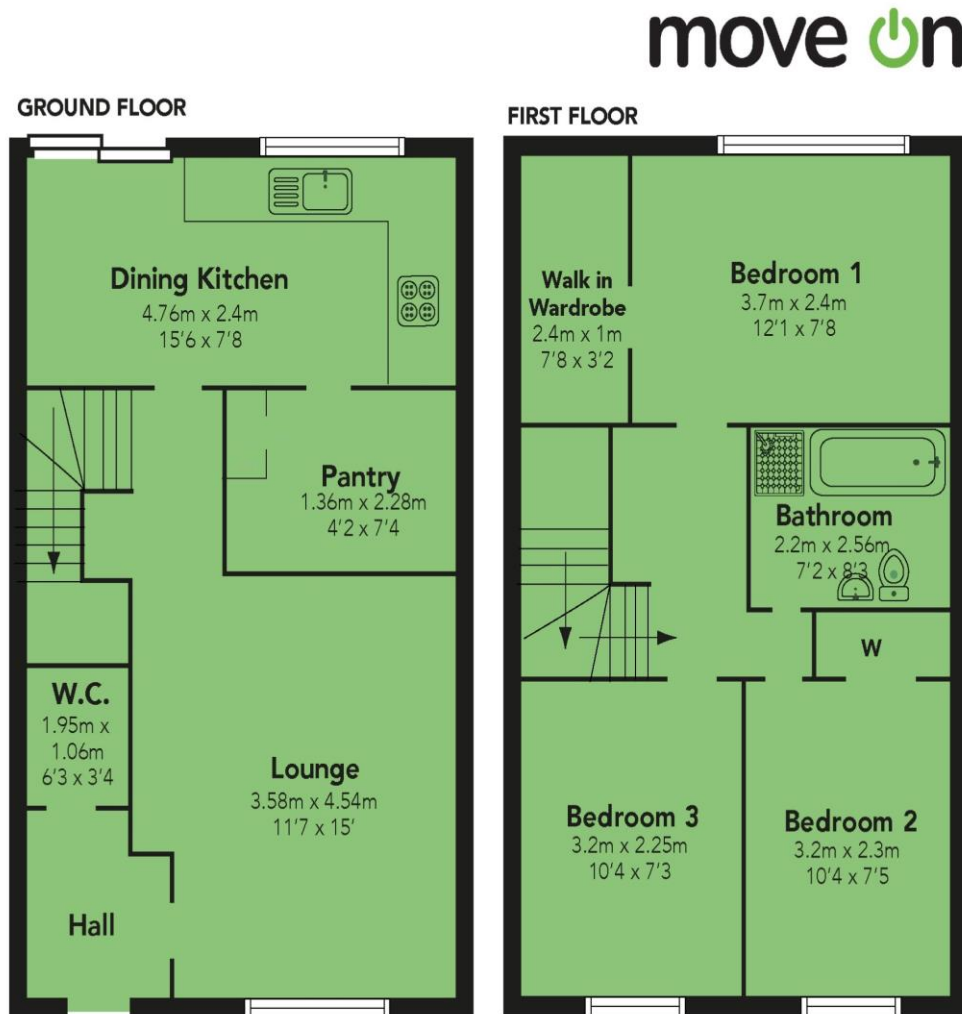 move on
GROUND FLOOR
Dining Kitchen
4.76m x 2.4m
15'6 x 7'8
Pantry
1.36m x 2.28m
4'2 x 7'4
W.C.
1.95m x
1.06m
6'3 x 3'4
Lounge
3.58m x 4.54m
11'7 x 15'
Hall
FIRST FLOOR
Walk in
Wardrobe
2.4m x 1m
7'8 x 3'2
Bedroom 1
3.7m x 2.4m
12'1 x 7'8
Bathroom
2.2m x 2.56m
7'2 x 8'3
W
Bedroom 3
3.2m x 2.25m
10'4 x 7'3
Bedroom 2
3.2m x 2.3m
10'4 x 7'5